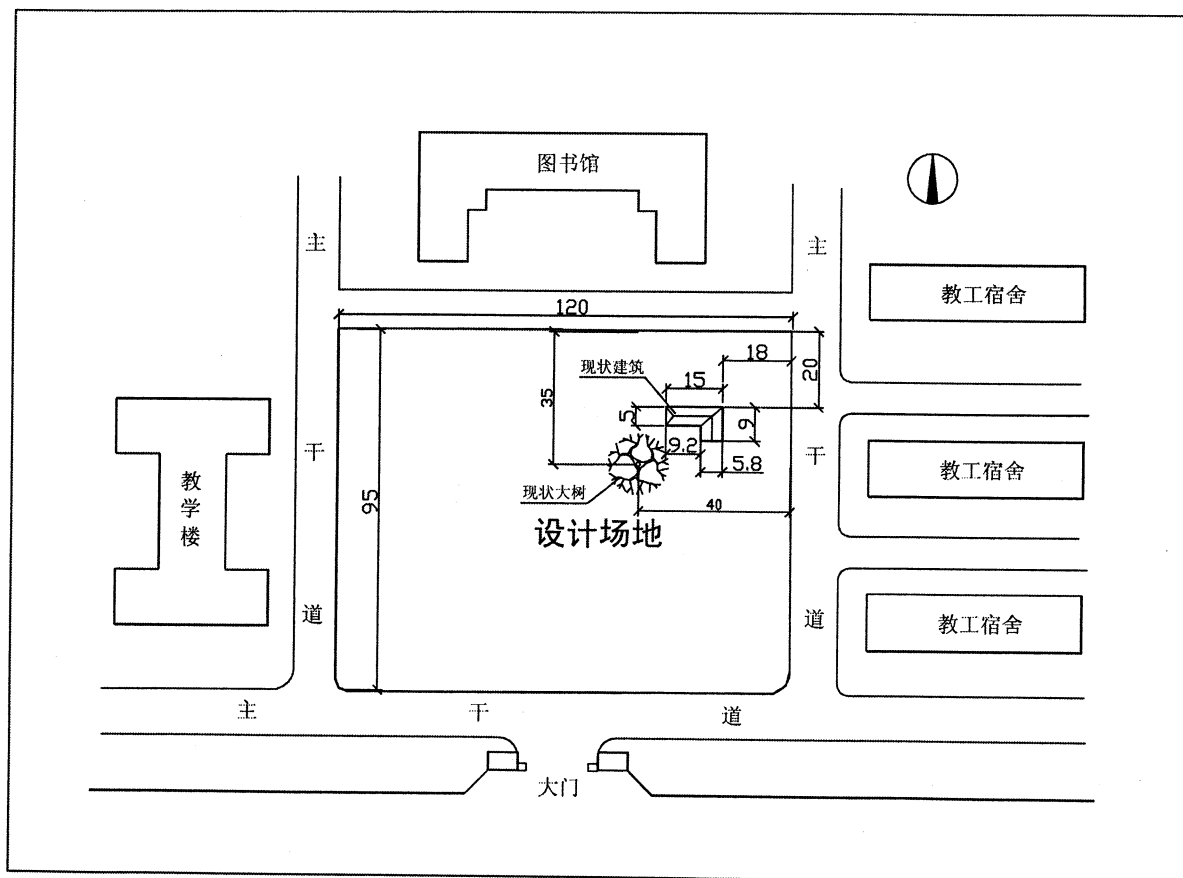 图书馆
主
主
教工宿舍
120
18
现状建筑
20
15
35
5
9
9.2
5.8
教工宿舍
干
干
教学楼
95
现状大树
40
设计场地
道
道
教工宿舍
主
干
道
大门